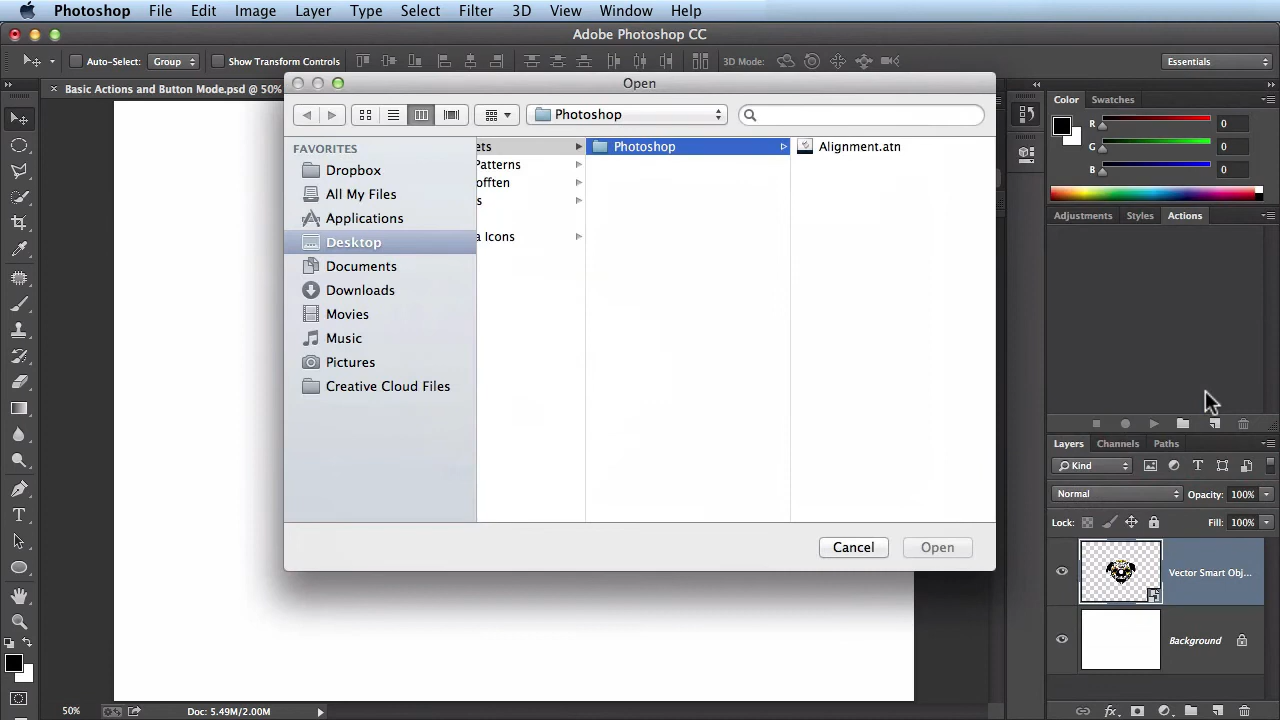 Photoshop File Edit Image Layer Type Select Filter 3D View Window Help
Adobe Photoshop CC
Auto-Select: Group Show Transform Controls 3D Mode: Essentials
Basic Actions and Button Mode.psd @ 50%
Open
Photoshop
FAVORITES
Dropbox
All My Files
Applications
Desktop
Documents
Downloads
Movies
Music
Pictures
Creative Cloud Files
ets
Patterns
offten
s
a Icons
Photoshop
Alignment.atn
Cancel Open
Color Swatches
R 0
G 0
B 0
Adjustments Styles Actions
Layers Channels Paths
Kind
Normal Opacity: 100%
Lock: Fill: 100%
Vector Smart Obj...
Background
50% Doc: 5.49M/2.00M